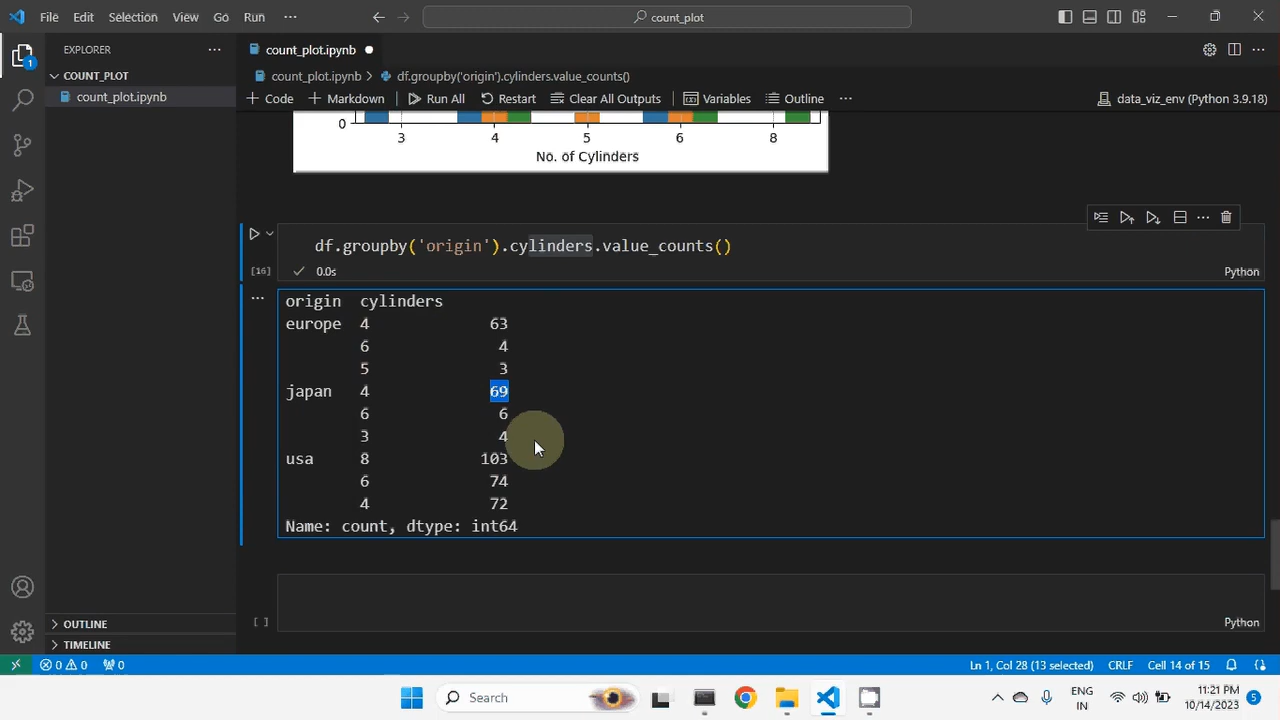 File Edit Selection View Go Run ···
count_plot
EXPLORER ···
COUNT_PLOT
count_plot.ipynb
1
count_plot.ipynb
count_plot.ipynb > df.groupby('origin').cylinders.value_counts()
+ Code + Markdown Run All Restart Clear All Outputs Variables Outline ··· data_viz_env (Python 3.9.18)
0
3 4 5 6 8
No. of Cylinders
df.groupby('origin').cylinders.value_counts()
[16] ✓ 0.0s Python
origin cylinders
europe 4 63
6 4
5 3
japan 4 69
6 6
3 4
usa 8 103
6 74
4 72
Name: count, dtype: int64
[ ] Python
OUTLINE
TIMELINE
0 0 0 Ln 1, Col 28 (13 selected) CRLF Cell 14 of 15
Search
ENG
IN
11:21 PM
10/14/2023
5